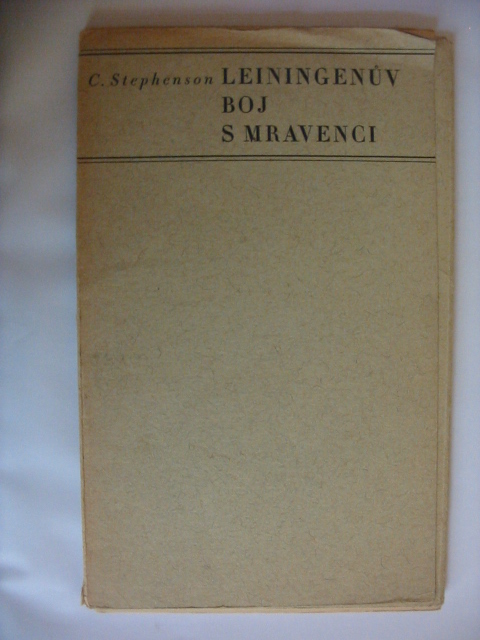 C. Stephenson LEININGENŮV
BOJ
S MRAVENCI